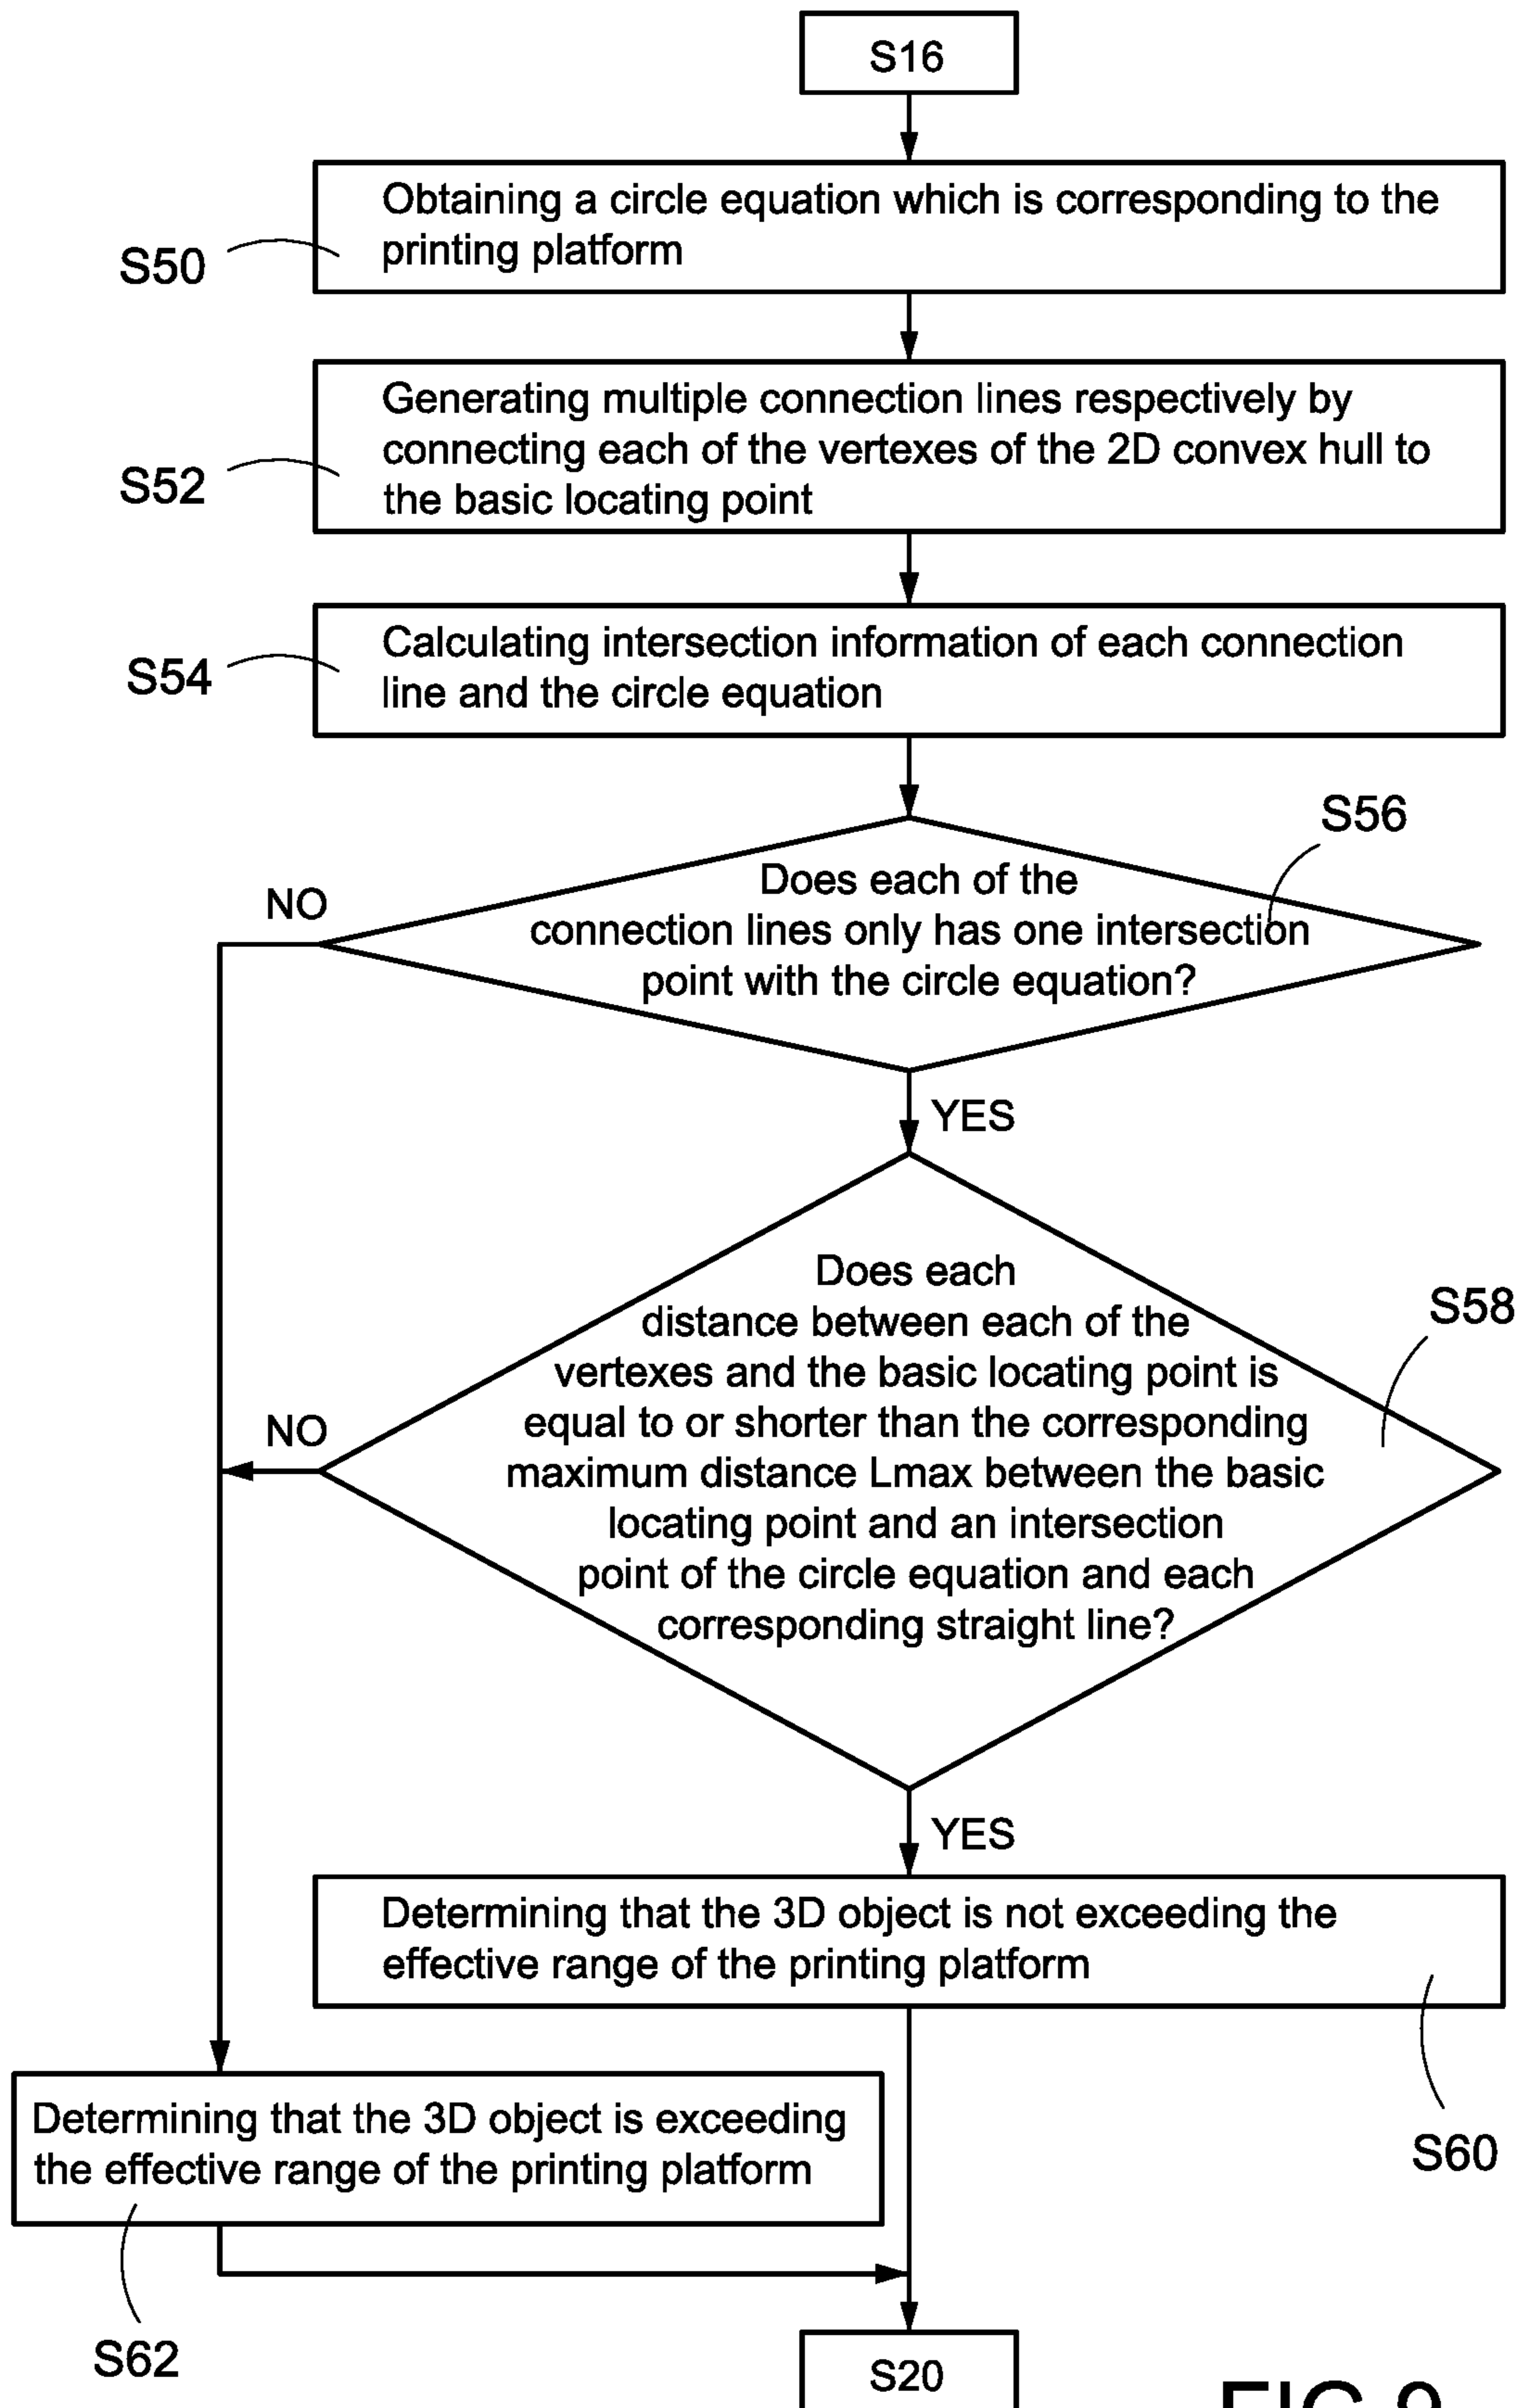 S16
Obtaining a circle equation which is corresponding to the
printing platform
S50
Generating multiple connection lines respectively by
connecting each of the vertexes of the 2D convex hull to
the basic locating point
S52
Calculating intersection information of each connection
line and the circle equation
S54
S56
Does each of the
connection lines only has one intersection
point with the circle equation?
NO
YES
Does each
distance between each of the
vertexes and the basic locating point is
equal to or shorter than the corresponding
maximum distance Lmax between the basic
locating point and an intersection
point of the circle equation and each
corresponding straight line?
S58
NO
YES
Determining that the 3D object is not exceeding the
effective range of the printing platform
S60
Determining that the 3D object is exceeding
the effective range of the printing platform
S62
S20